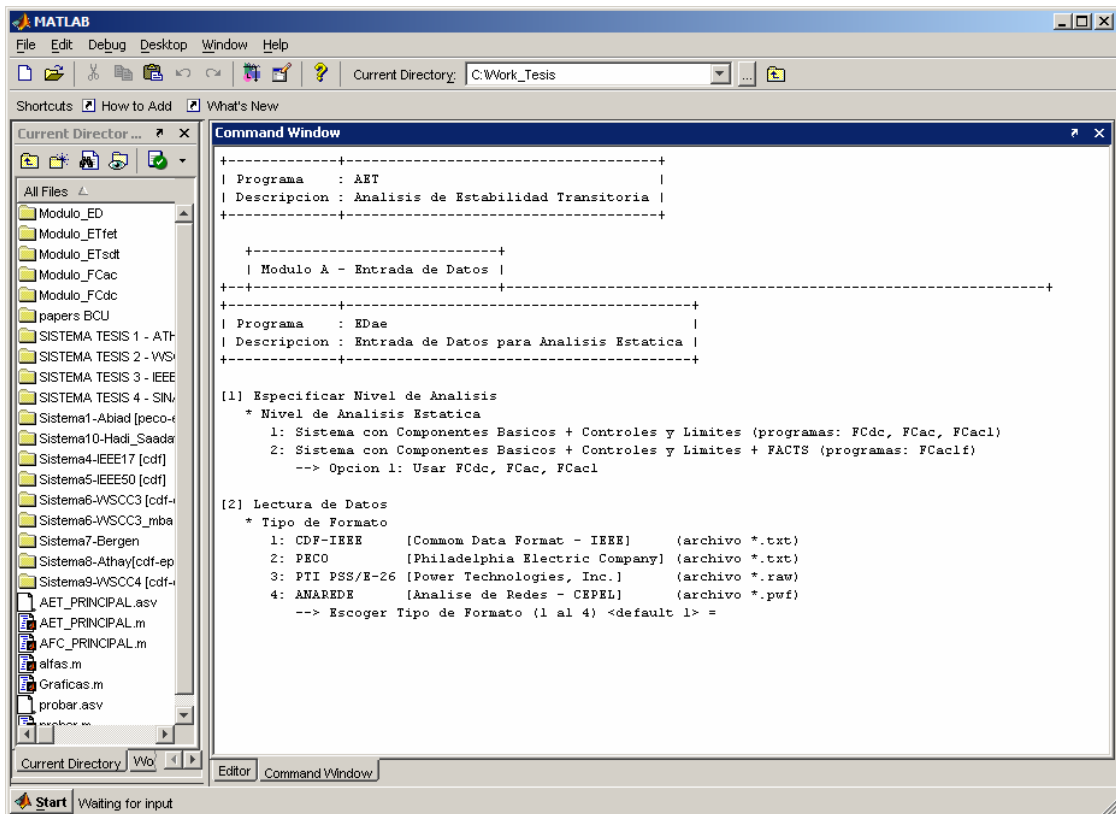 MATLAB
File Edit Debug Desktop Window Help
Current Directory: C:\Work_Tesis
Shortcuts How to Add What's New
Current Director...
All Files
Modulo_ED
Modulo_ETfet
Modulo_ETsdt
Modulo_FCac
Modulo_FCdc
papers BCU
SISTEMA TESIS 1 - ATH
SISTEMA TESIS 2 - WS
SISTEMA TESIS 3 - IEEE
SISTEMA TESIS 4 - SIN
Sistema1-Abiad [peco-e
Sistema10-Hadi_Saada
Sistema4-IEEE17 [cdf]
Sistema5-IEEE50 [cdf]
Sistema6-WSCC3 [cdf-
Sistema6-WSCC3_mba
Sistema7-Bergen
Sistema8-Athay[cdf-ep
Sistema9-WSCC4 [cdf-
AET_PRINCIPAL.asv
AET_PRINCIPAL.m
AFC_PRINCIPAL.m
alfas.m
Graficas.m
probar.asv
probar.m
Current Directory Wo
Command Window
+-------------+-----------------------------------+
| Programa : AET |
| Descripcion : Analisis de Estabilidad Transitoria |
+-------------+-----------------------------------+
+----------------------------+
| Modulo A - Entrada de Datos |
+--+----------------------------+-------------------------------------------------------------+
+-------------+---------------------------------------+
| Programa : EDae |
| Descripcion : Entrada de Datos para Analisis Estatica |
+-------------+---------------------------------------+
[1] Especificar Nivel de Analisis
* Nivel de Analisis Estatica
1: Sistema con Componentes Basicos + Controles y Limites (programas: FCdc, FCac, FCacl)
2: Sistema con Componentes Basicos + Controles y Limites + FACTS (programas: FCaclf)
--> Opcion 1: Usar FCdc, FCac, FCacl
[2] Lectura de Datos
* Tipo de Formato
1: CDF-IEEE [Commom Data Format - IEEE] (archivo *.txt)
2: PECO [Philadelphia Electric Company] (archivo *.txt)
3: PTI PSS/E-26 [Power Technologies, Inc.] (archivo *.raw)
4: ANAREDE [Analise de Redes - CEPEL] (archivo *.pwf)
--> Escoger Tipo de Formato (1 al 4) <default 1> =
Editor Command Window
Start Waiting for input